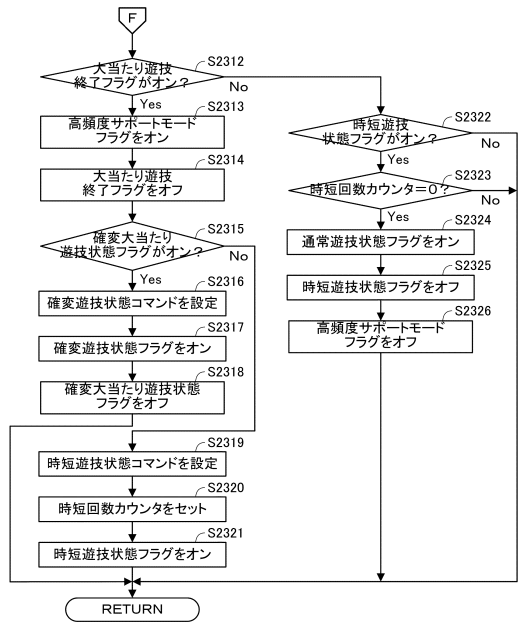 F
S2312
大当たり遊技
終了フラグがオン？
No
Yes
S2313
高頻度サポートモード
フラグをオン
S2314
大当たり遊技
終了フラグをオフ
S2315
確変大当たり
遊技状態フラグがオン？
No
Yes
S2316
確変遊技状態コマンドを設定
S2317
確変遊技状態フラグをオン
S2318
確変大当たり遊技状態
フラグをオフ
S2319
時短遊技状態コマンドを設定
S2320
時短回数カウンタをセット
S2321
時短遊技状態フラグをオン
S2322
時短遊技
状態フラグがオン？
No
Yes
S2323
時短回数カウンタ＝０？
No
Yes
S2324
通常遊技状態フラグをオン
S2325
時短遊技状態フラグをオフ
S2326
高頻度サポートモード
フラグをオフ
RETURN